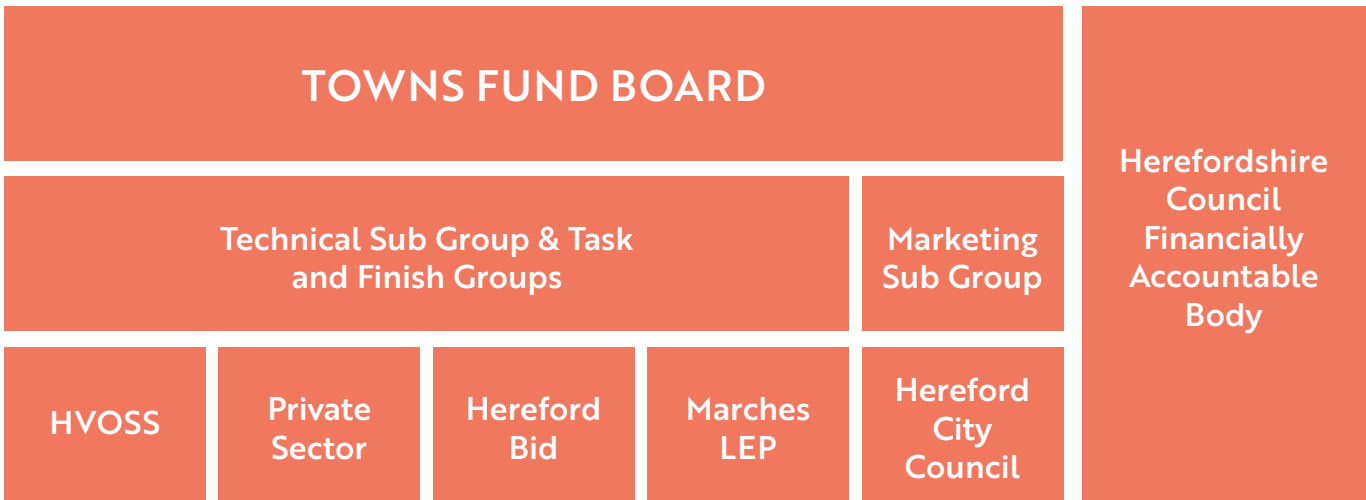 TOWNS FUND BOARD
Herefordshire
Council
Financially
Accountable
Body
Technical Sub Group & Task
and Finish Groups
Marketing
Sub Group
HVOSS
Private
Sector
Hereford
Bid
Marches
LEP
Hereford
City
Council